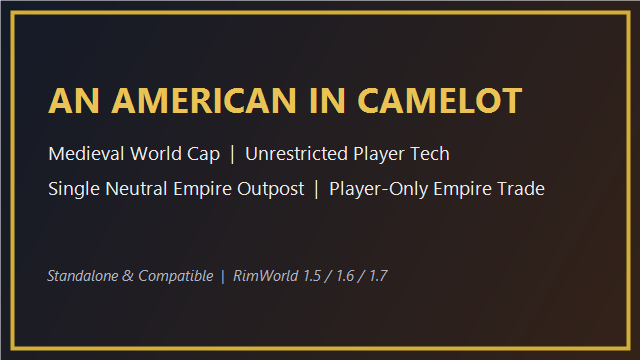 AN AMERICAN IN CAMELOT
Medieval World Cap | Unrestricted Player Tech
Single Neutral Empire Outpost | Player-Only Empire Trade
Standalone & Compatible | RimWorld 1.5 / 1.6 / 1.7